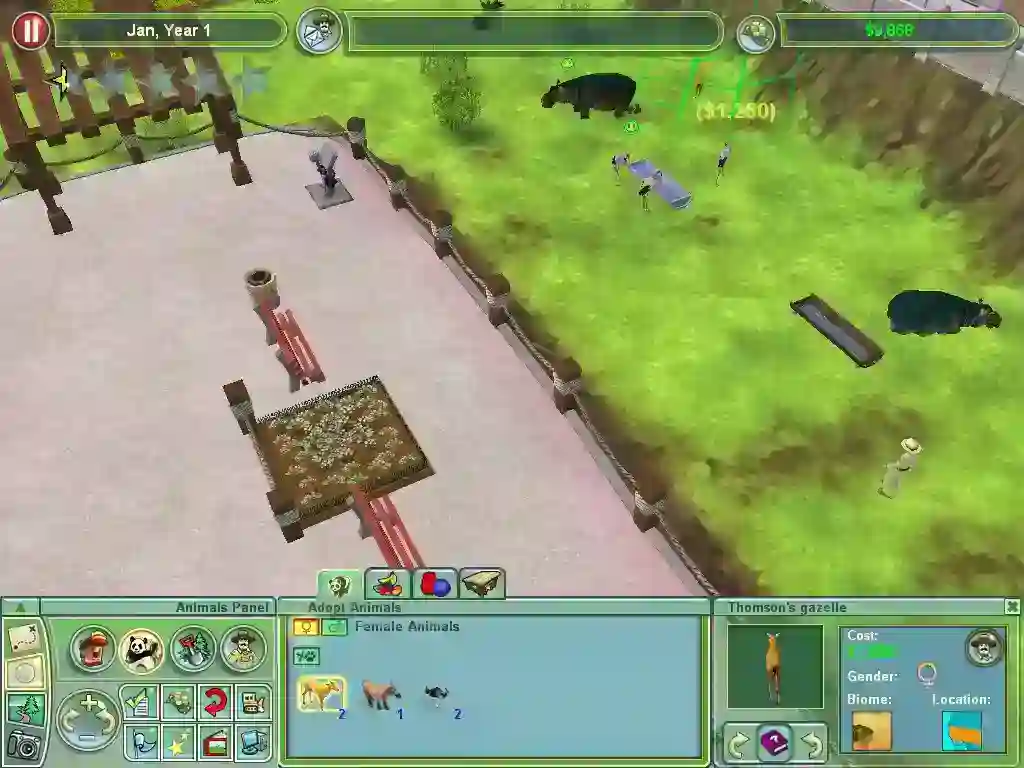 Jan, Year 1
$9,868
($1,250)
Animals Panel
Adopt Animals
Thomson's gazelle
Female Animals
2
1
2
Cost:
Gender:
Biome:
Location: